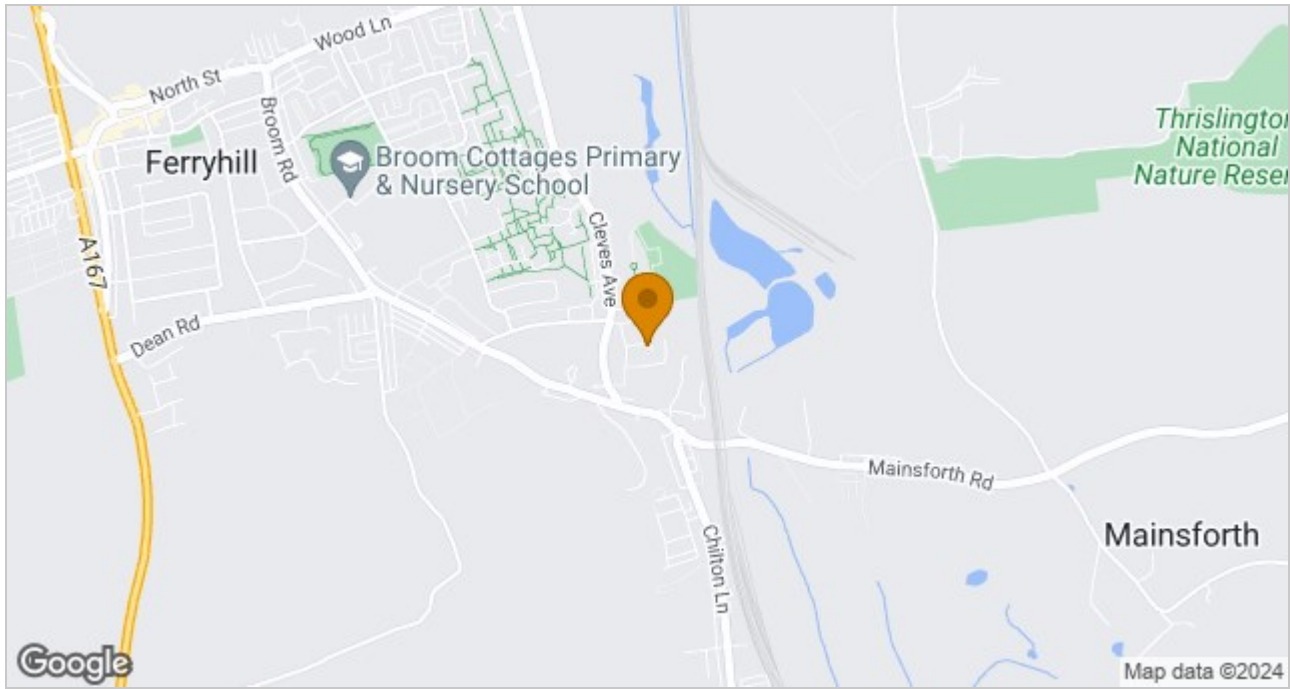 Wood Ln
North St
Broom Rd
Ferryhill
Broom Cottages Primary
& Nursery School
Thrislington
National
Nature Reser
A167
Cleves Ave
Dean Rd
Mainsforth Rd
Mainsforth
Chilton Ln
Google
Map data ©2024